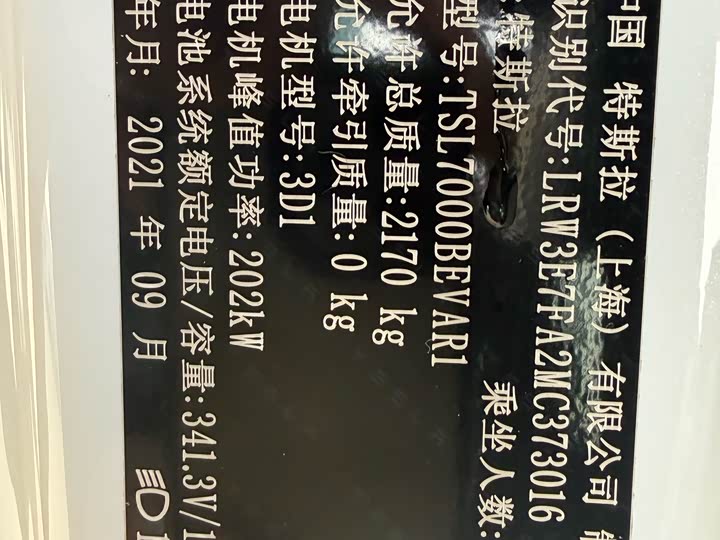 中国 特斯拉（上海）有限公司
识别代号:LRW3E7FA2MC373016
特斯拉 乘坐人数:
型号:TSL7000BEVAR1
允许总质量:2170 kg
允许牵引质量:0 kg
电机型号:3D1
电机峰值功率:202kW
电池系统额定电压/容量:341.3V/1
年月: 2021 年 09 月